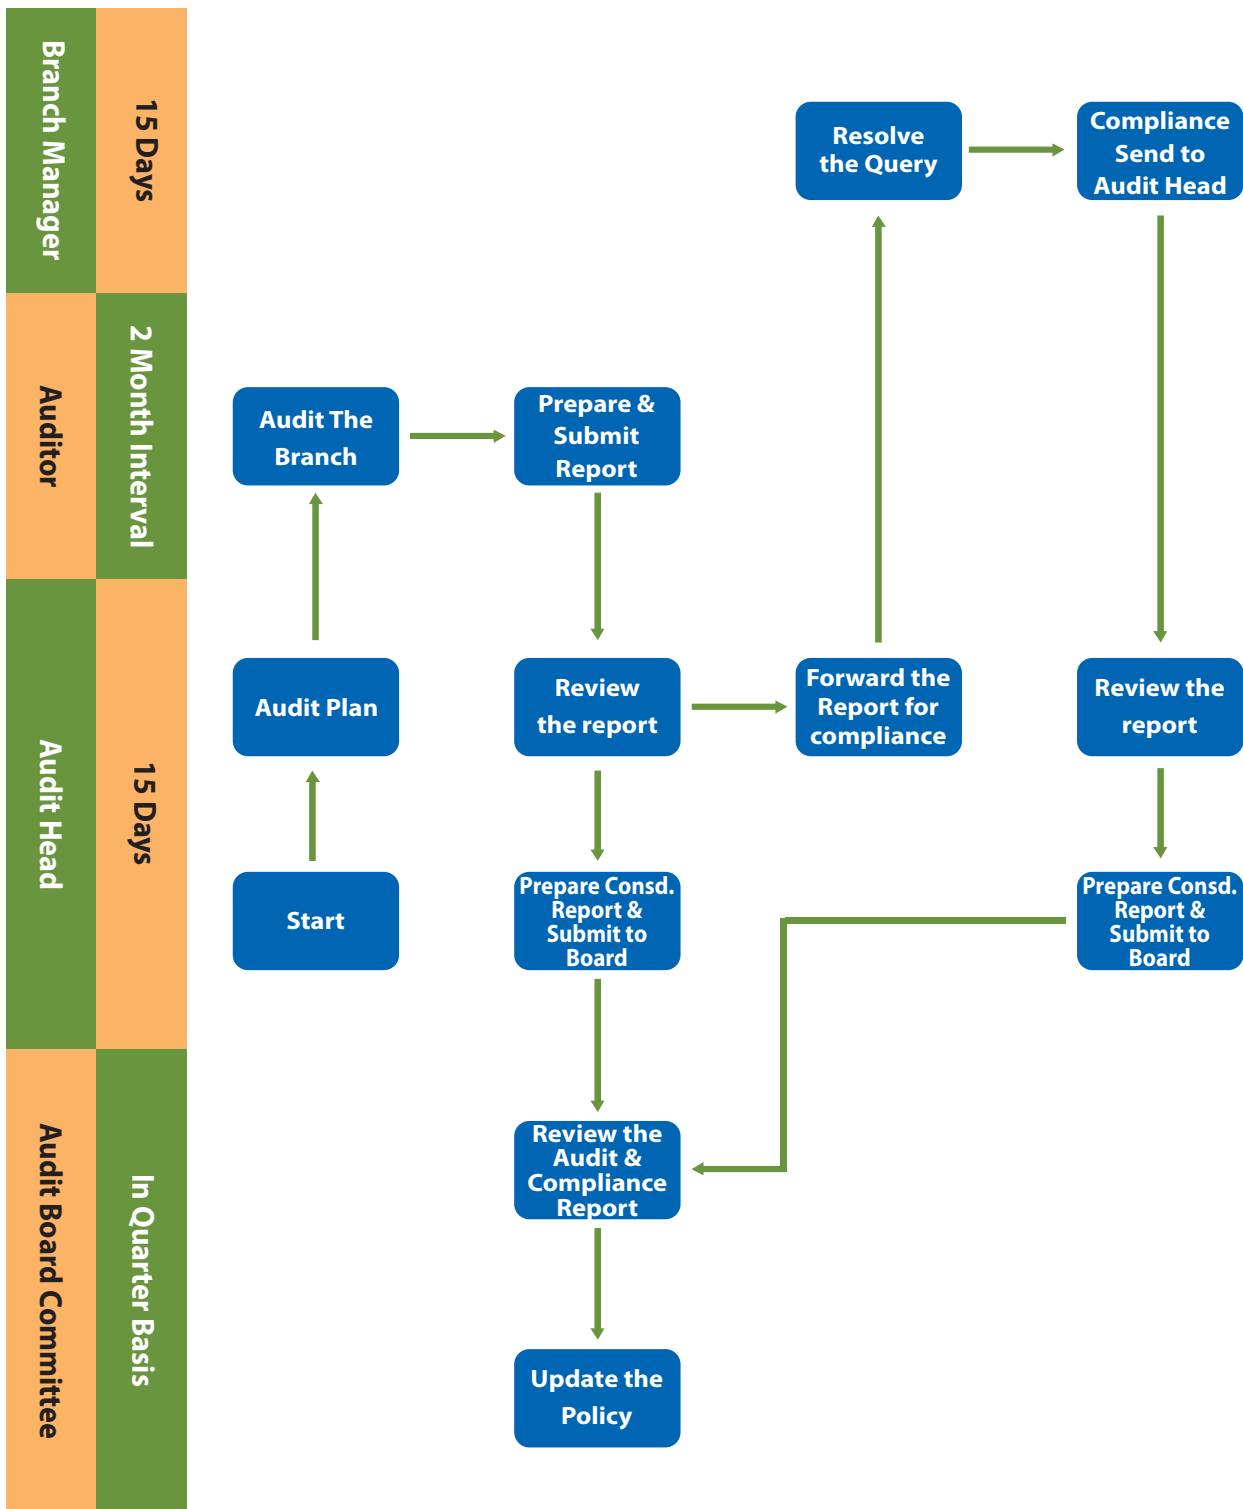 Branch Manager
15 Days
Resolve
the Query
Compliance
Send to
Audit Head
Auditor
2 Month Interval
Audit The
Branch
Prepare &
Submit
Report
Audit Head
15 Days
Audit Plan
Review
the report
Forward the
Report for
compliance
Review the
report
Start
Prepare Consd.
Report &
Submit to
Board
Prepare Consd.
Report &
Submit to
Board
Audit Board Committee
In Quarter Basis
Review the
Audit &
Compliance
Report
Update the
Policy